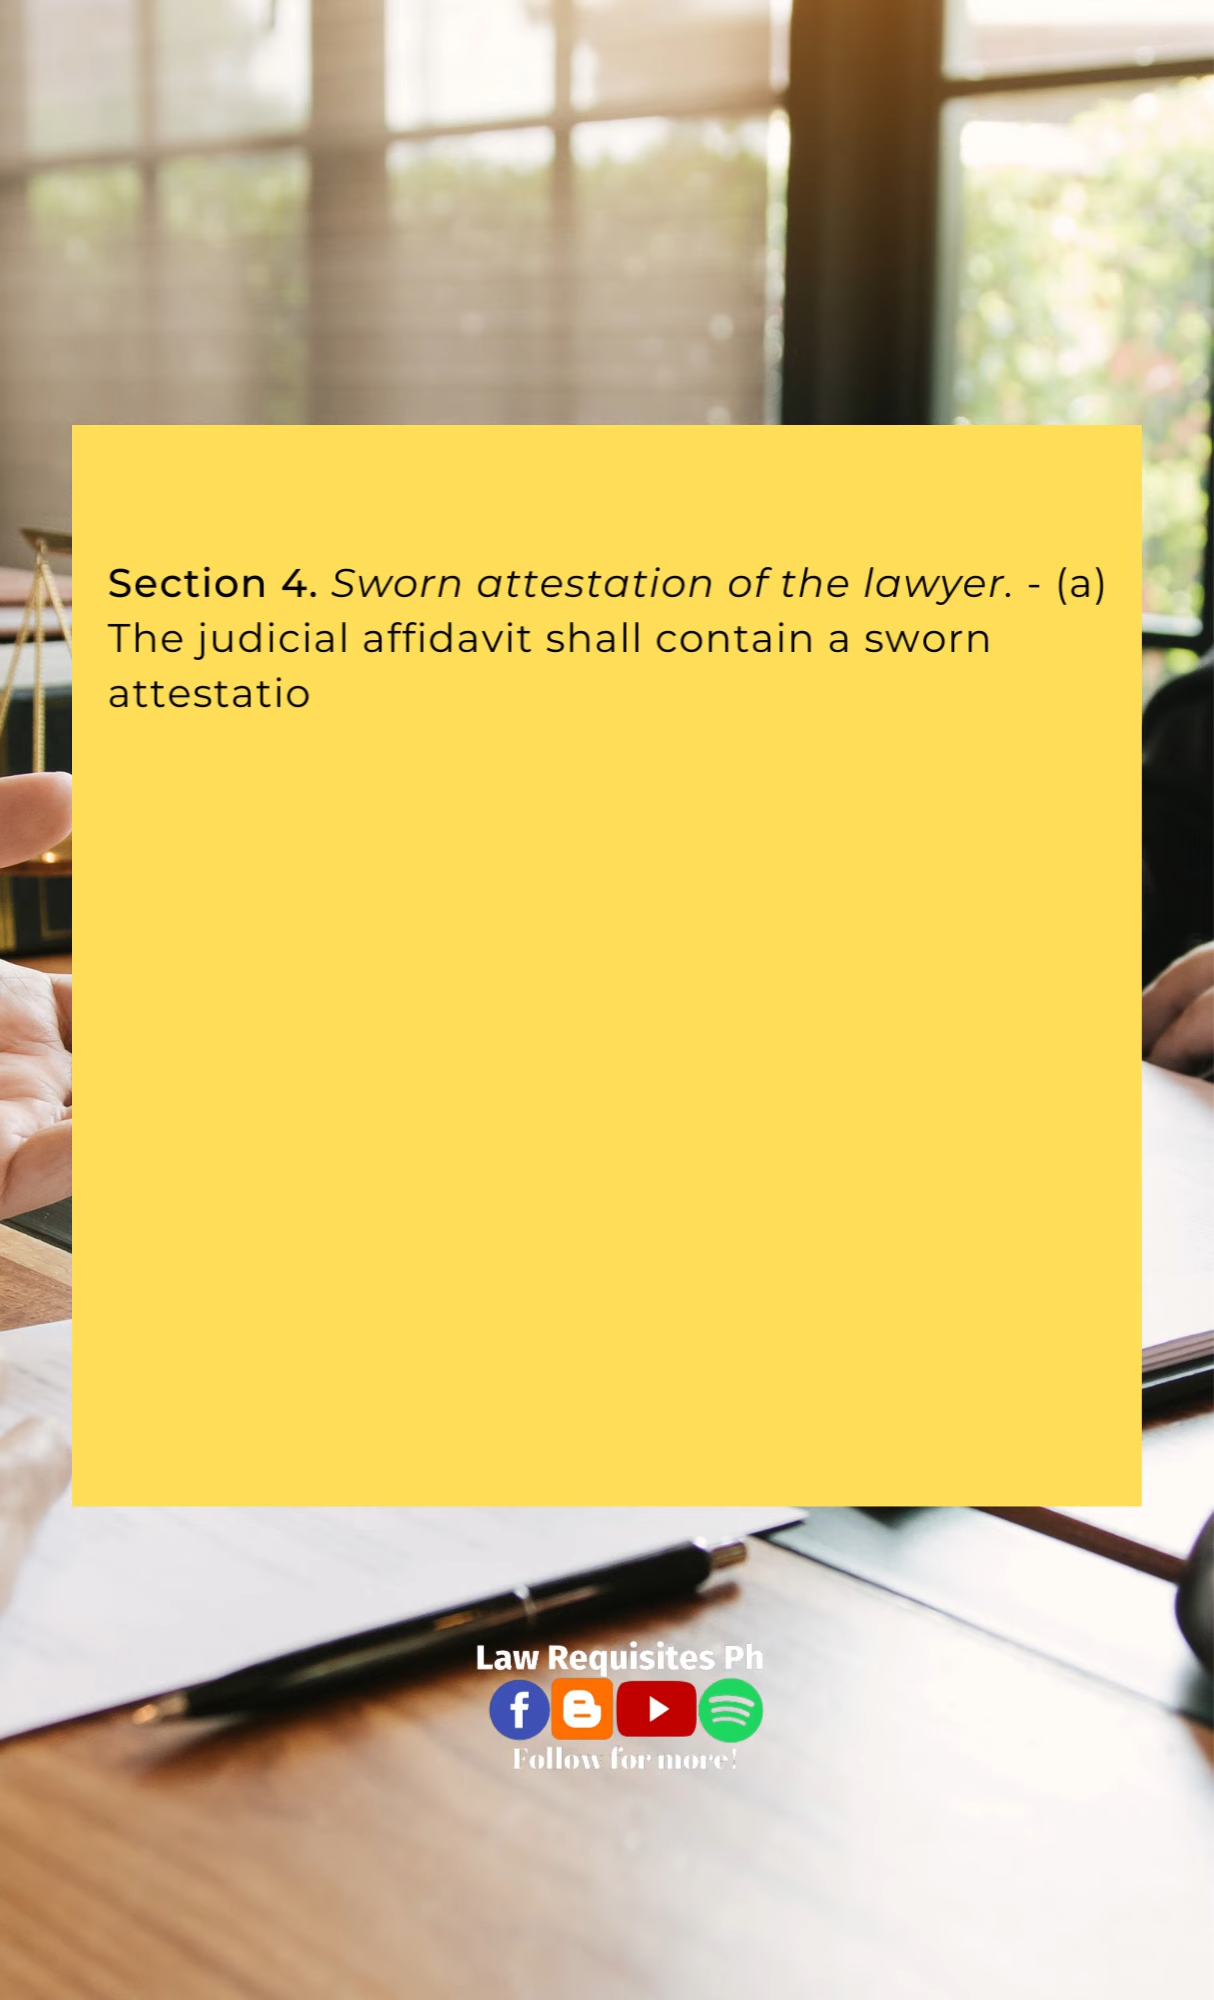 Section 4. Sworn attestation of the lawyer. - (a)
The judicial affidavit shall contain a sworn
attestatio
Law Requisites Ph
Follow for more!